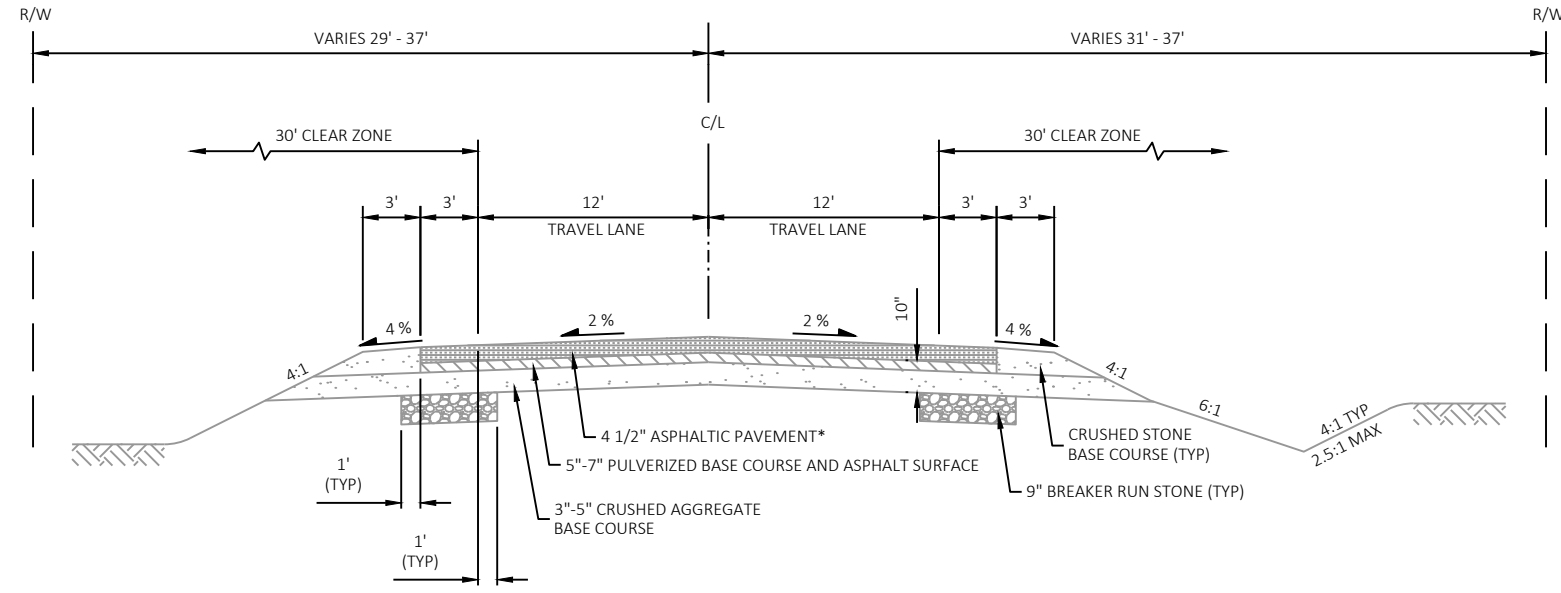 R/W
R/W
VARIES 29' - 37'
VARIES 31' - 37'
C/L
30' CLEAR ZONE
30' CLEAR ZONE
3'
3'
12'
12'
3'
3'
TRAVEL LANE
TRAVEL LANE
10"
4 %
2 %
2 %
4 %
4:1
4:1
6:1
4:1 TYP
2.5:1 MAX
4 1/2" ASPHALTIC PAVEMENT*
CRUSHED STONE
BASE COURSE (TYP)
5"-7" PULVERIZED BASE COURSE AND ASPHALT SURFACE
1'
(TYP)
9" BREAKER RUN STONE (TYP)
3"-5" CRUSHED AGGREGATE
BASE COURSE
1'
(TYP)